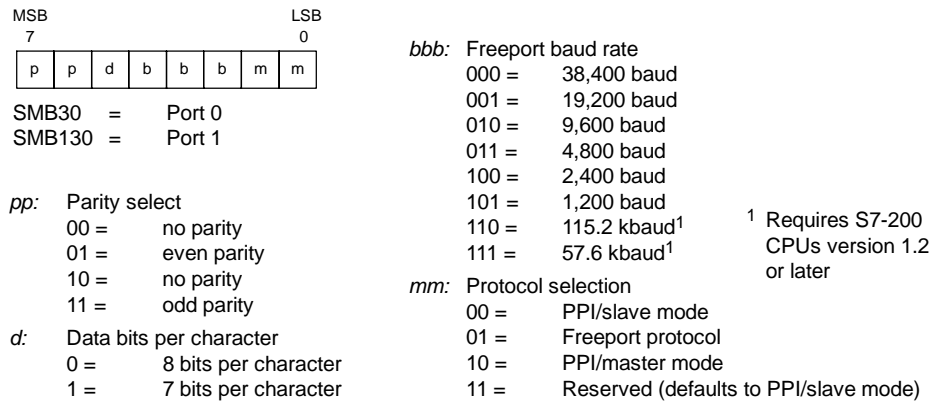 MSB LSB
7 0
p p d b b b m m
SMB30 = Port 0
SMB130 = Port 1
pp: Parity select
00 = no parity
01 = even parity
10 = no parity
11 = odd parity
d: Data bits per character
0 = 8 bits per character
1 = 7 bits per character
bbb: Freeport baud rate
000 = 38,400 baud
001 = 19,200 baud
010 = 9,600 baud
011 = 4,800 baud
100 = 2,400 baud
101 = 1,200 baud
110 = 115.2 kbaud1
111 = 57.6 kbaud1
1 Requires S7-200
CPUs version 1.2
or later
mm: Protocol selection
00 = PPI/slave mode
01 = Freeport protocol
10 = PPI/master mode
11 = Reserved (defaults to PPI/slave mode)